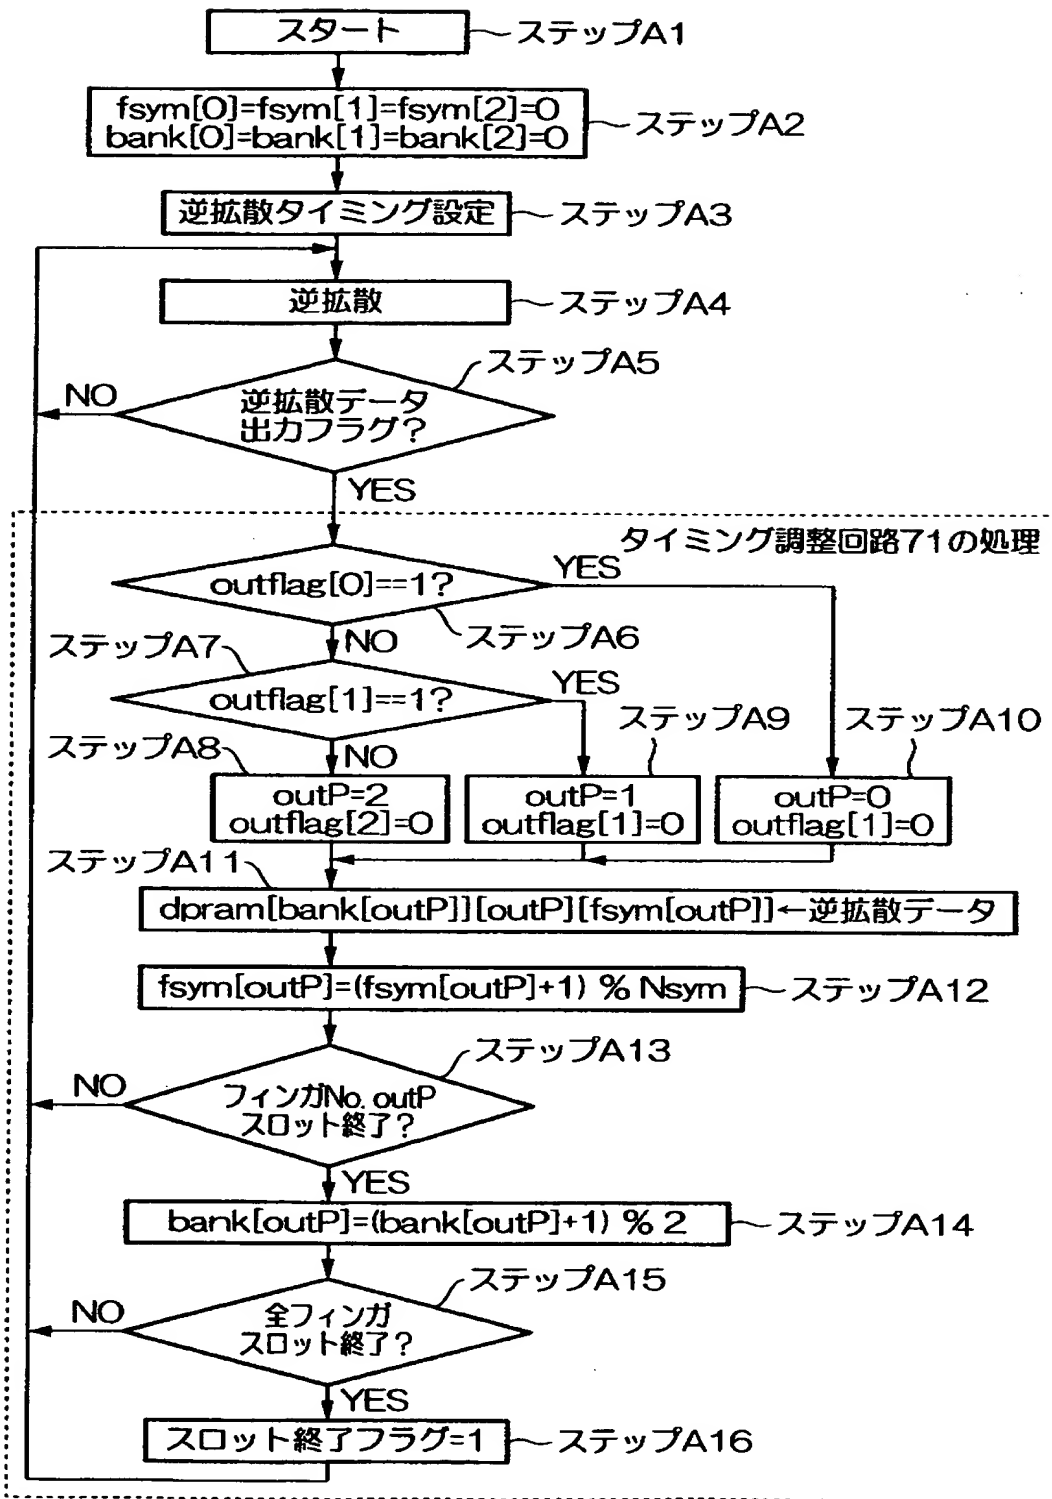 スタート
ステップA1
fsym[0]=fsym[1]=fsym[2]=0
bank[0]=bank[1]=bank[2]=0
ステップA2
逆拡散タイミング設定
ステップA3
逆拡散
ステップA4
ステップA5
NO
逆拡散データ
出力フラグ?
YES
タイミング調整回路71の処理
outflag[0]==1?
YES
ステップA6
NO
ステップA7
outflag[1]==1?
YES
ステップA9
ステップA10
ステップA8
NO
outP=2
outflag[2]=0
outP=1
outflag[1]=0
outP=0
outflag[1]=0
ステップA11
dpram[bank[outP]][outP][fsym[outP]]←逆拡散データ
fsym[outP]=(fsym[outP]+1) % Nsym
ステップA12
ステップA13
NO
フィンガNo. outP
スロット終了?
YES
bank[outP]=(bank[outP]+1) % 2
ステップA14
ステップA15
NO
全フィンガ
スロット終了?
YES
スロット終了フラグ=1
ステップA16